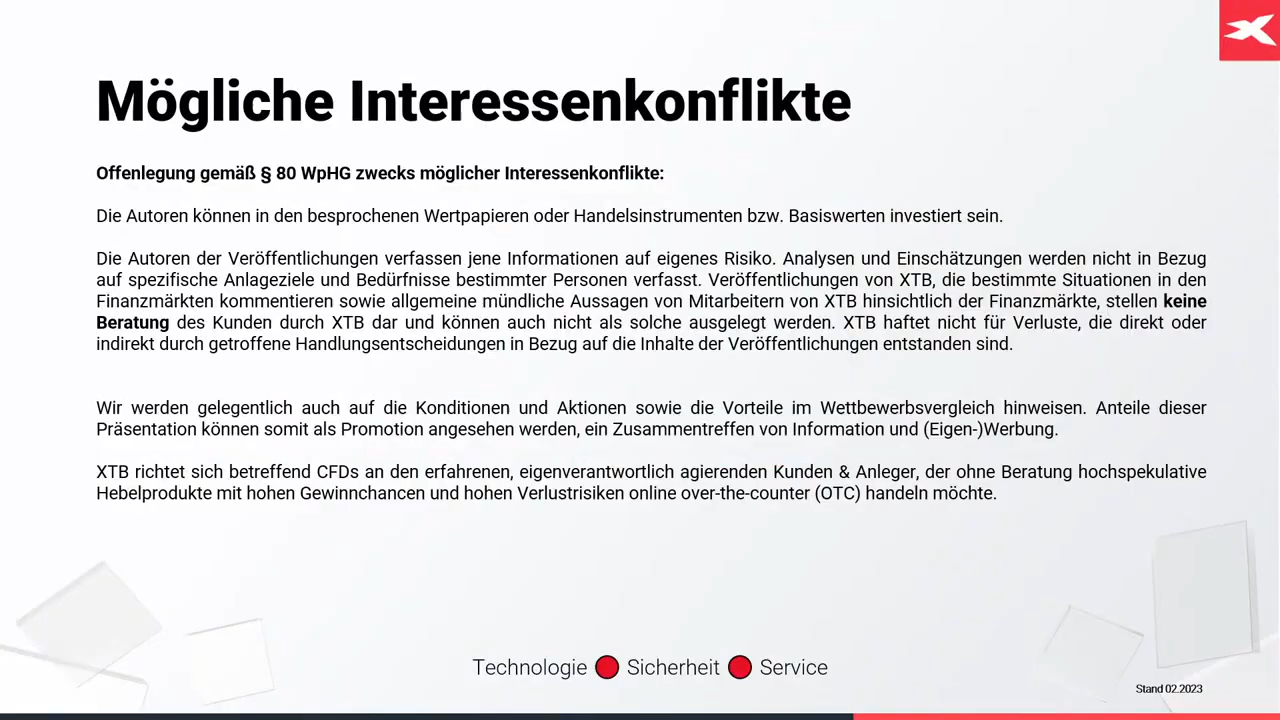 Mögliche Interessenkonflikte
Offenlegung gemäß § 80 WpHG zwecks möglicher Interessenkonflikte:
Die Autoren können in den besprochenen Wertpapieren oder Handelsinstrumenten bzw. Basiswerten investiert sein.
Die Autoren der Veröffentlichungen verfassen jene Informationen auf eigenes Risiko. Analysen und Einschätzungen werden nicht in Bezug
auf spezifische Anlageziele und Bedürfnisse bestimmter Personen verfasst. Veröffentlichungen von XTB, die bestimmte Situationen in den
Finanzmärkten kommentieren sowie allgemeine mündliche Aussagen von Mitarbeitern von XTB hinsichtlich der Finanzmärkte, stellen keine
Beratung des Kunden durch XTB dar und können auch nicht als solche ausgelegt werden. XTB haftet nicht für Verluste, die direkt oder
indirekt durch getroffene Handlungsentscheidungen in Bezug auf die Inhalte der Veröffentlichungen entstanden sind.
Wir werden gelegentlich auch auf die Konditionen und Aktionen sowie die Vorteile im Wettbewerbsvergleich hinweisen. Anteile dieser
Präsentation können somit als Promotion angesehen werden, ein Zusammentreffen von Information und (Eigen-)Werbung.
XTB richtet sich betreffend CFDs an den erfahrenen, eigenverantwortlich agierenden Kunden & Anleger, der ohne Beratung hochspekulative
Hebelprodukte mit hohen Gewinnchancen und hohen Verlustrisiken online over-the-counter (OTC) handeln möchte.
Technologie Sicherheit Service
Stand 02.2023